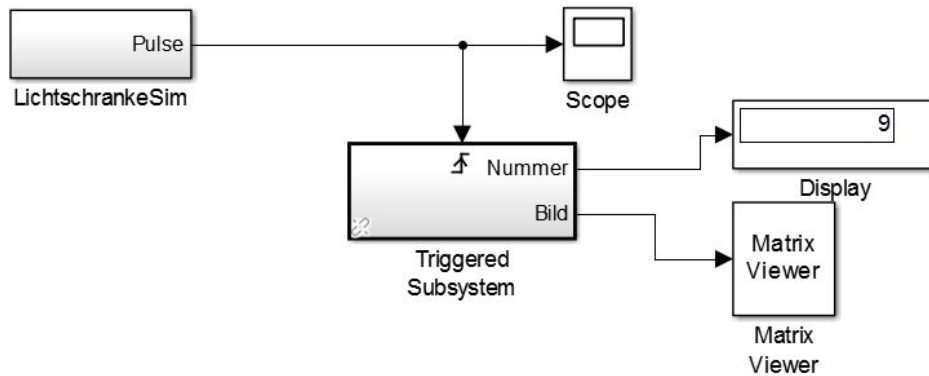 Pulse
LichtschrankeSim
Scope
9
Display
Nummer
Bild
Triggered
Subsystem
Matrix
Viewer
Matrix
Viewer